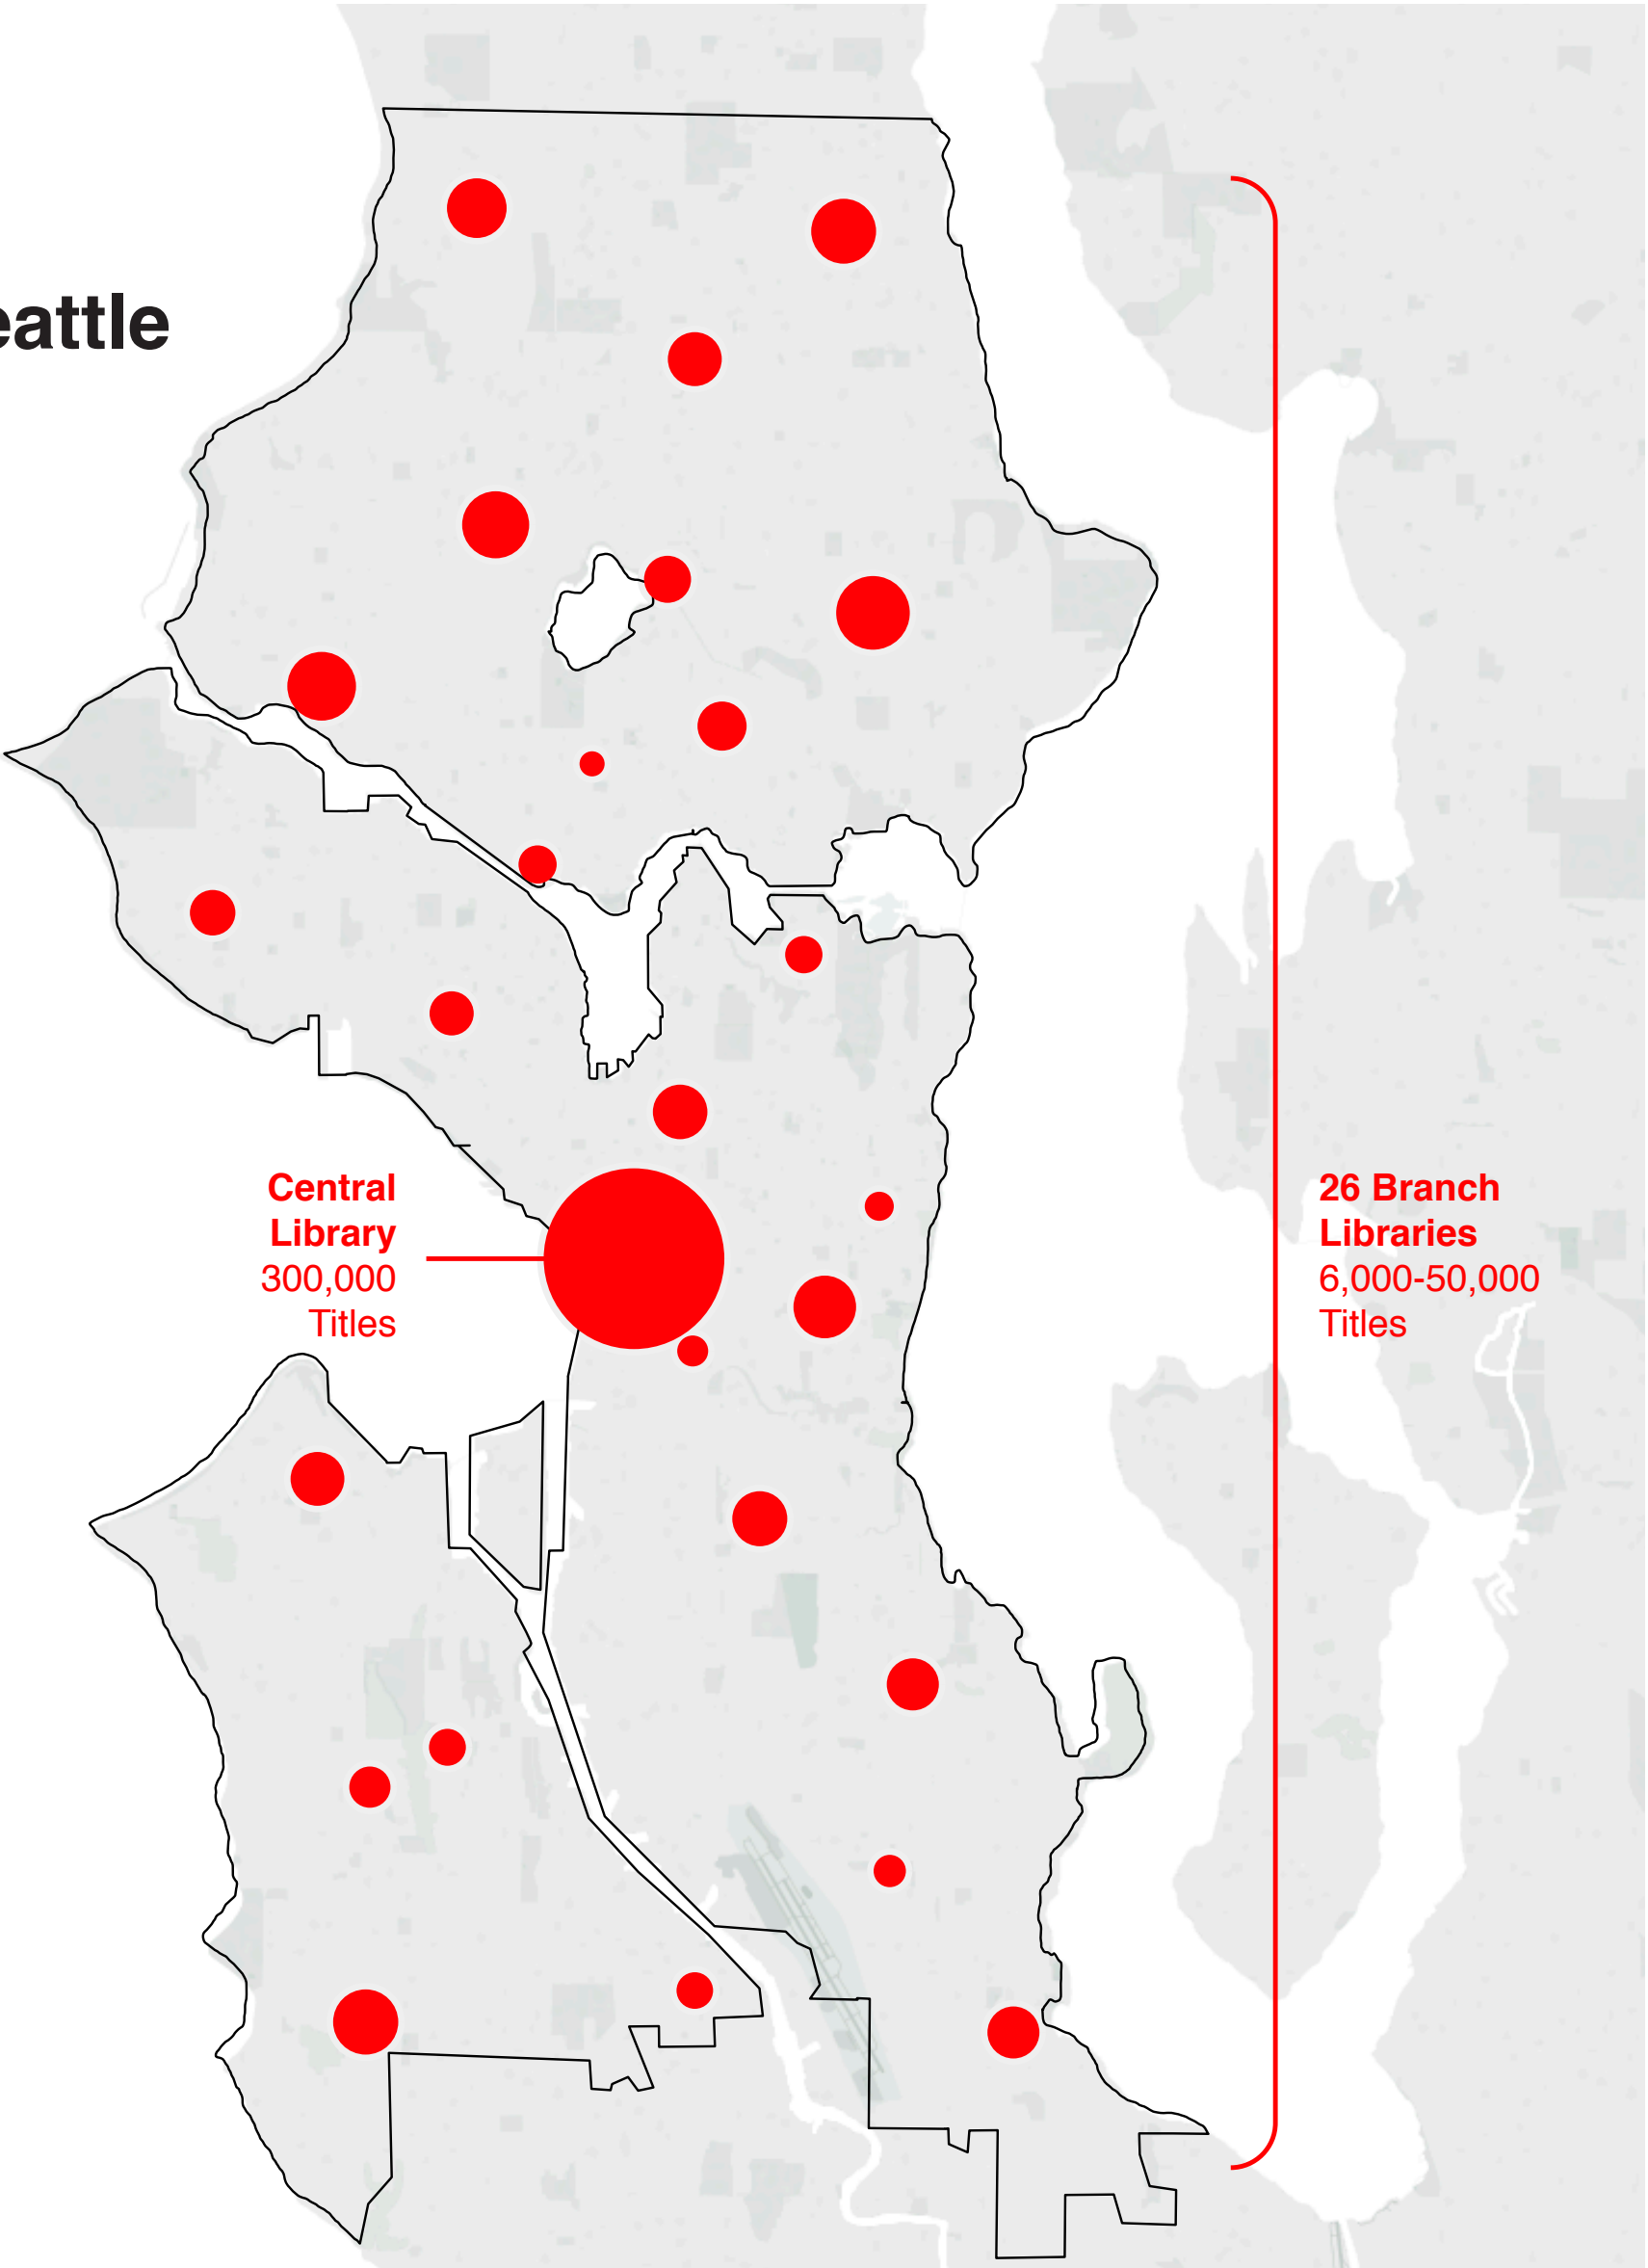 eattle
Central
Library
300,000
Titles
26 Branch
Libraries
6,000-50,000
Titles